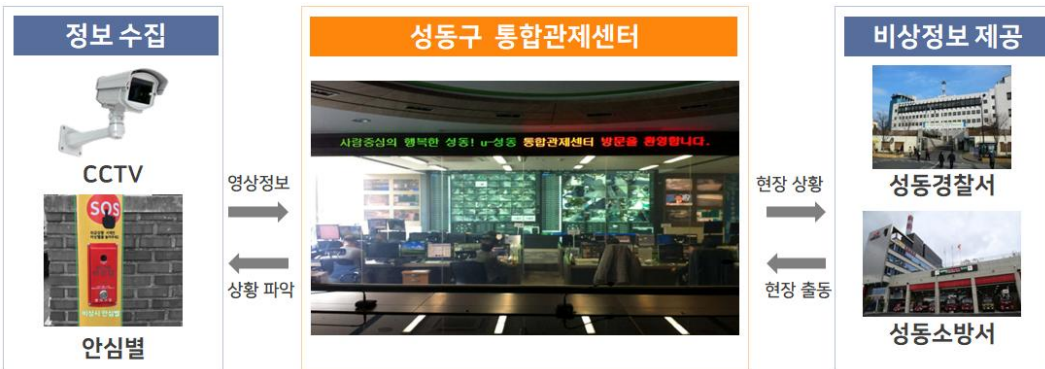 정보 수집
CCTV
SOS
안심벨
영상정보
상황 파악
성동구 통합관제센터
사람중심의 행복한 성동! u-성동 통합관제센터 방문을 환영합니다.
현장 상황
현장 출동
비상정보 제공
성동경찰서
성동소방서